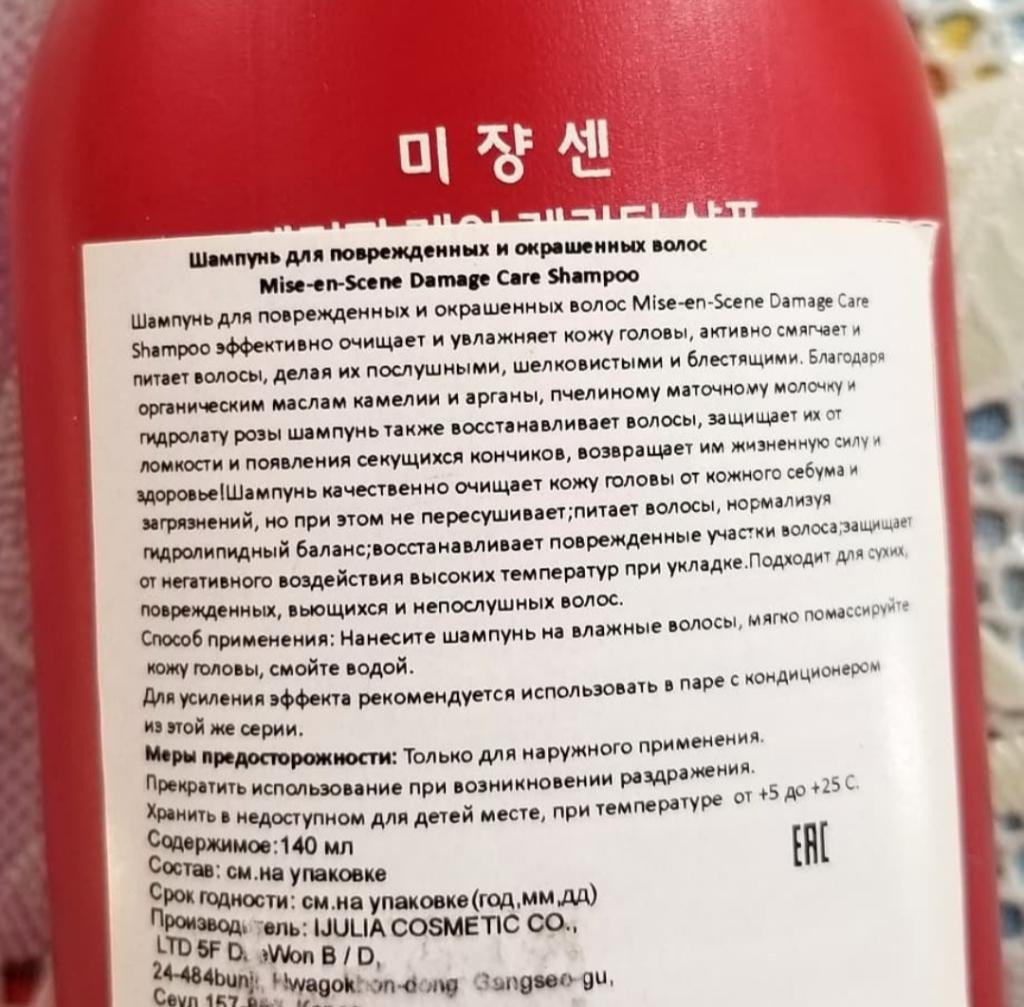 미쟝센
Шампунь для поврежденных и окрашенных волос
Mise-en-Scene Damage Care Shampoo
Шампунь для поврежденных и окрашенных волос Mise-en-Scene Damage Care
Shampoo эффективно очищает и увлажняет кожу головы, активно смягчает и
питает волосы, делая их послушными, шелковистыми и блестящими. Благодаря
органическим маслам камелии и арганы, пчелиному маточному молочку и
гидролату розы шампунь также восстанавливает волосы, защищает их от
ломкости и появления секущихся кончиков, возвращает им жизненную силу и
здоровье!Шампунь качественно очищает кожу головы от кожного себума и
загрязнений, но при этом не пересушивает;питает волосы, нормализуя
гидролипидный баланс;восстанавливает поврежденные участки волоса;защищает
от негативного воздействия высоких температур при укладке.Подходит для сухих,
поврежденных, вьющихся и непослушных волос.
Способ применения: Нанесите шампунь на влажные волосы, мягко помассируйте
кожу головы, смойте водой.
Для усиления эффекта рекомендуется использовать в паре с кондиционером
из этой же серии.
Меры предосторожности: Только для наружного применения.
Прекратить использование при возникновении раздражения.
Хранить в недоступном для детей месте, при температуре от +5 до +25 С.
Содержимое:140 мл
EAC
Состав: см.на упаковке
Срок годности: см.на упаковке(год,мм,дд)
Производитель: IJULIA COSMETIC CO.,
LTD 5F Won B / D,
Gangseo-gu,
Сеул